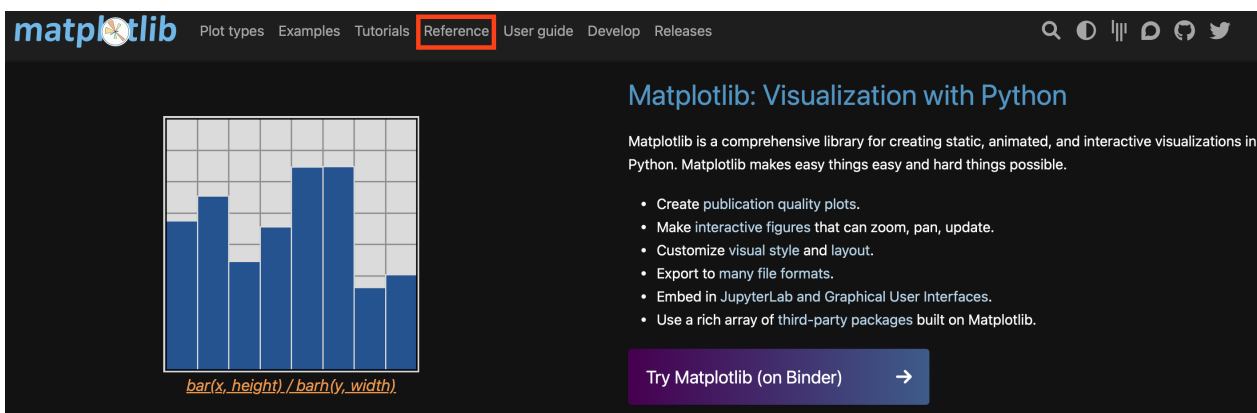 matplotlib Plot types Examples Tutorials Reference User guide Develop Releases
Matplotlib: Visualization with Python
Matplotlib is a comprehensive library for creating static, animated, and interactive visualizations in
Python. Matplotlib makes easy things easy and hard things possible.
• Create publication quality plots.
• Make interactive figures that can zoom, pan, update.
• Customize visual style and layout.
• Export to many file formats.
• Embed in JupyterLab and Graphical User Interfaces.
• Use a rich array of third-party packages built on Matplotlib.
bar(x, height) / barh(y, width)
Try Matplotlib (on Binder) →